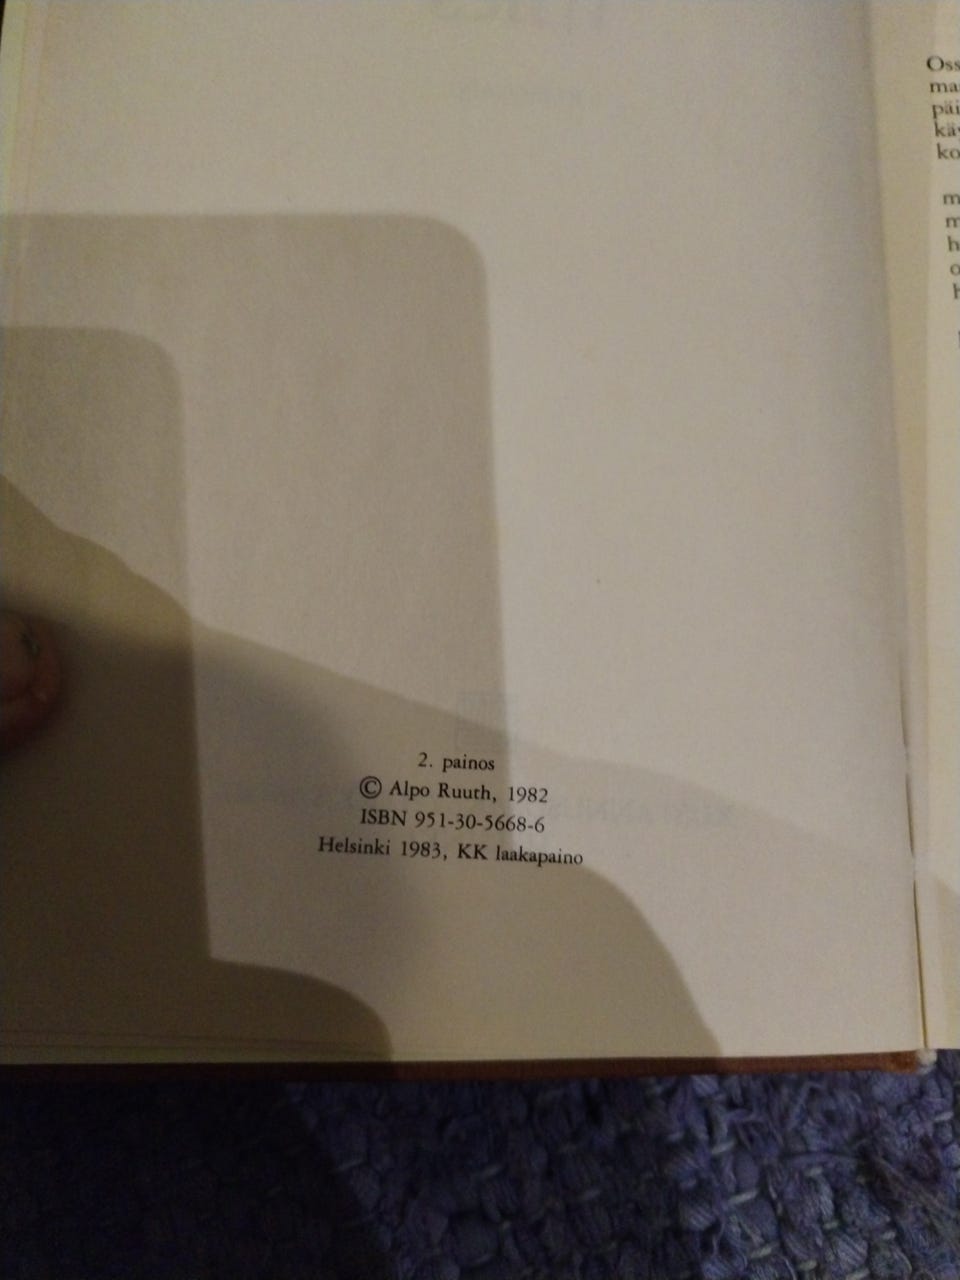 2. painos
© Alpo Ruuth, 1982
ISBN 951-30-5668-6
Helsinki 1983, KK laakapaino